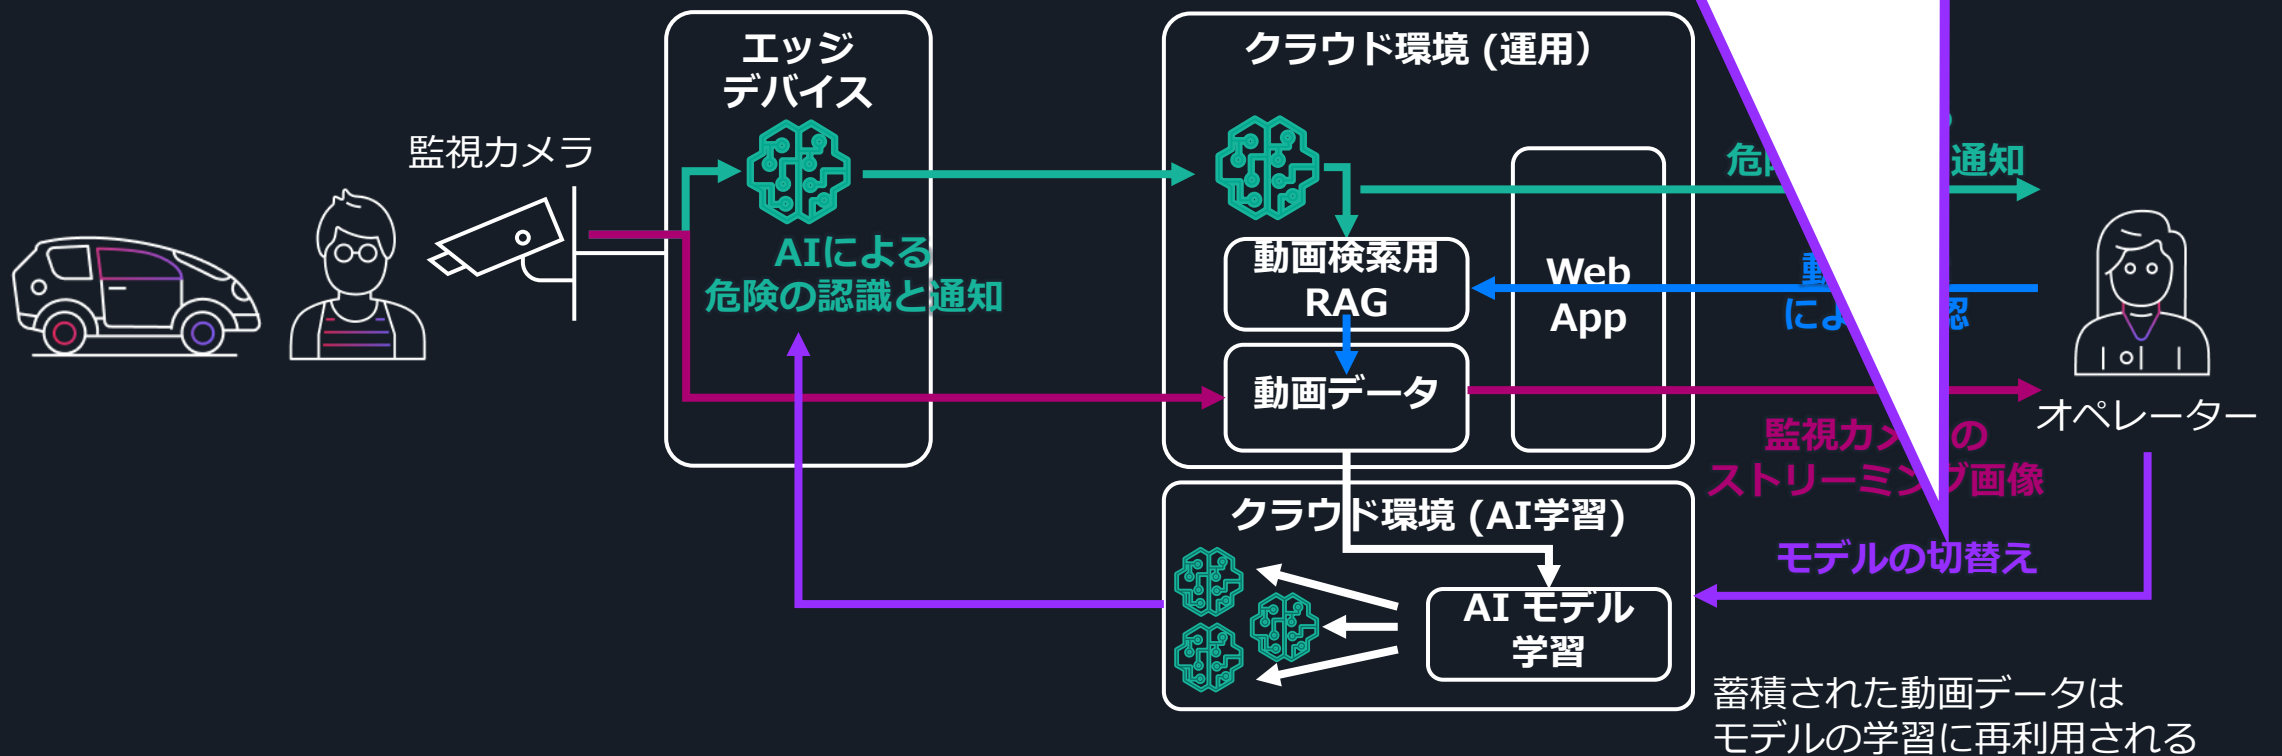 エッジ
デバイス
監視カメラ
AIによる
危険の認識と通知
クラウド環境 (運用）
動画検索用
RAG
動画データ
Web
App
通知
監視カメ
の
ストリーミング画像
オペレーター
モデルの切替え
クラウド環境 (AI学習)
AI モデル
学習
蓄積された動画データは
モデルの学習に再利用される